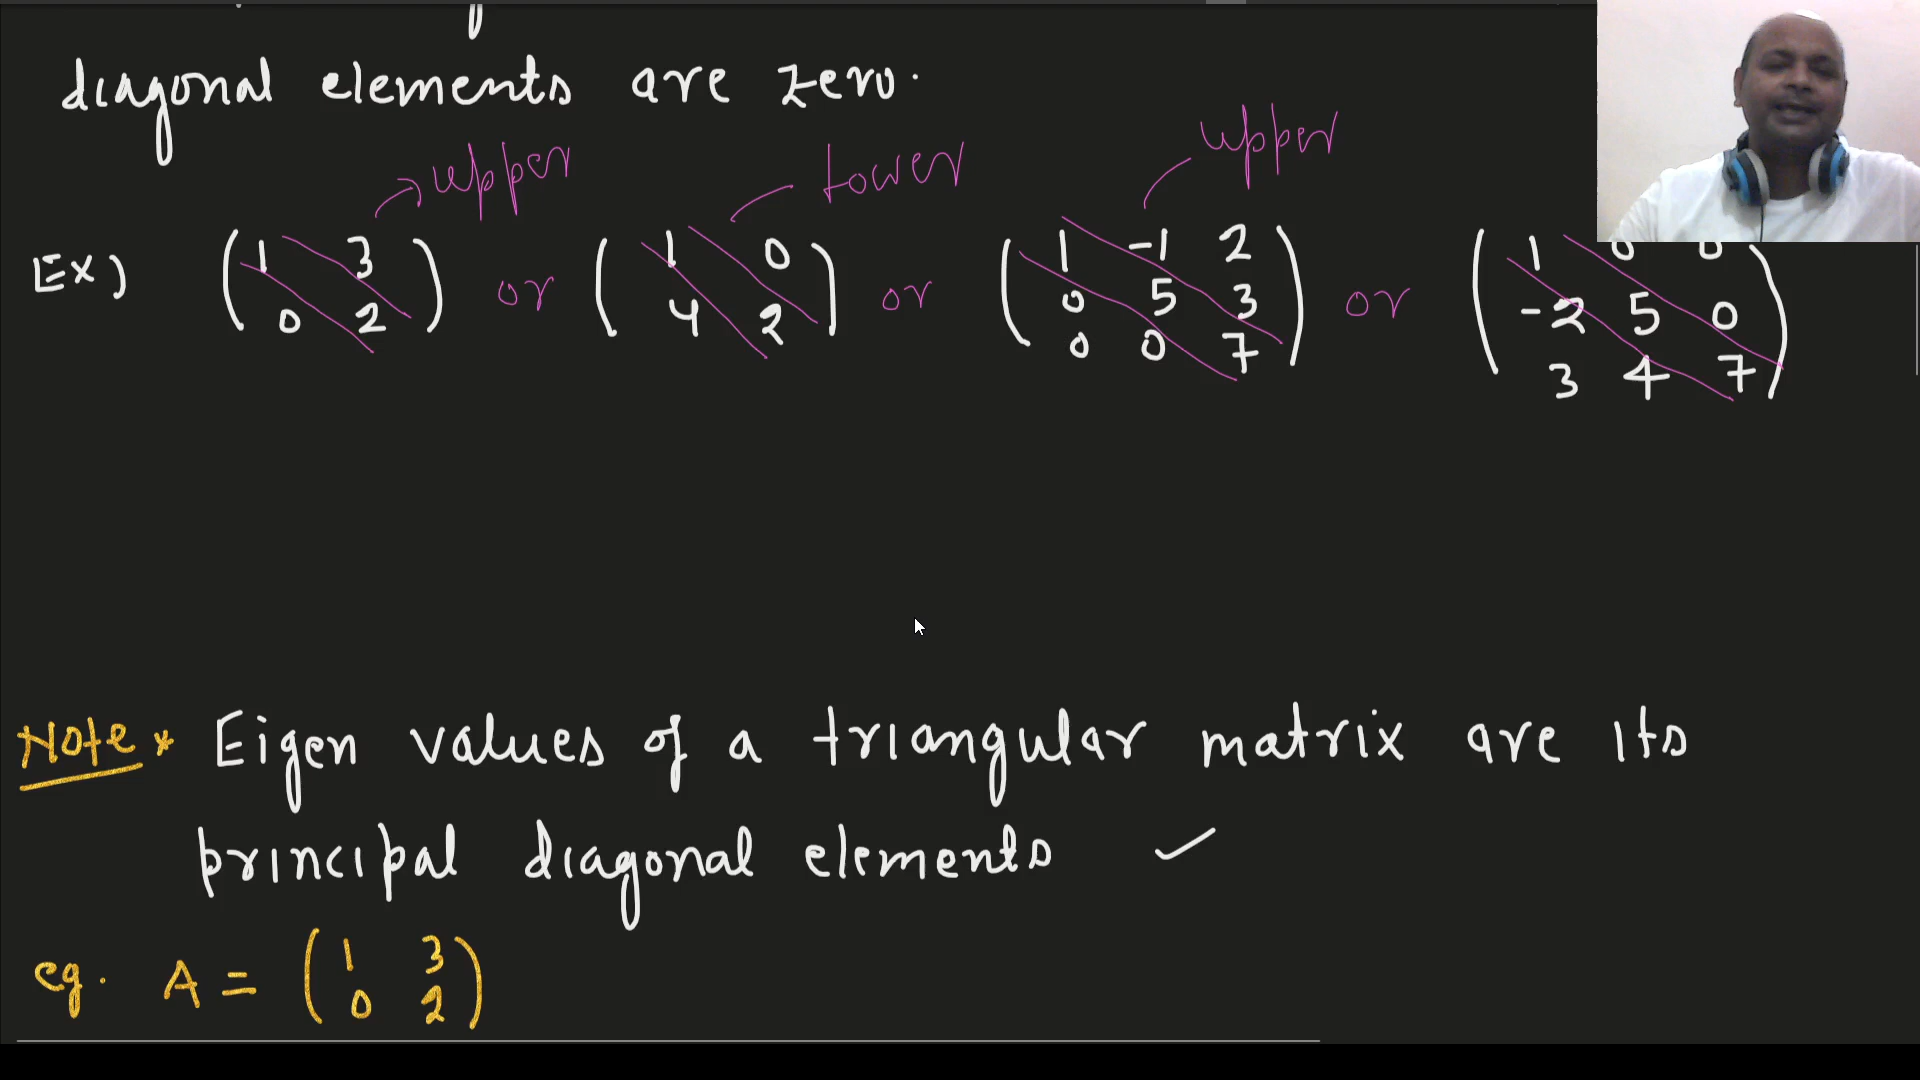 diagonal elements are zero.
upper lower upper
Ex) ( 1 3 ) or ( 1 0 ) or ( 1 -1 2 ) or ( 1 0 0 )
0 2 4 2 0 5 3 -2 5 0
0 0 7 3 4 7
Note * Eigen values of a triangular matrix are its
principal diagonal elements ✓
eg. A = ( 1 3 )
0 2